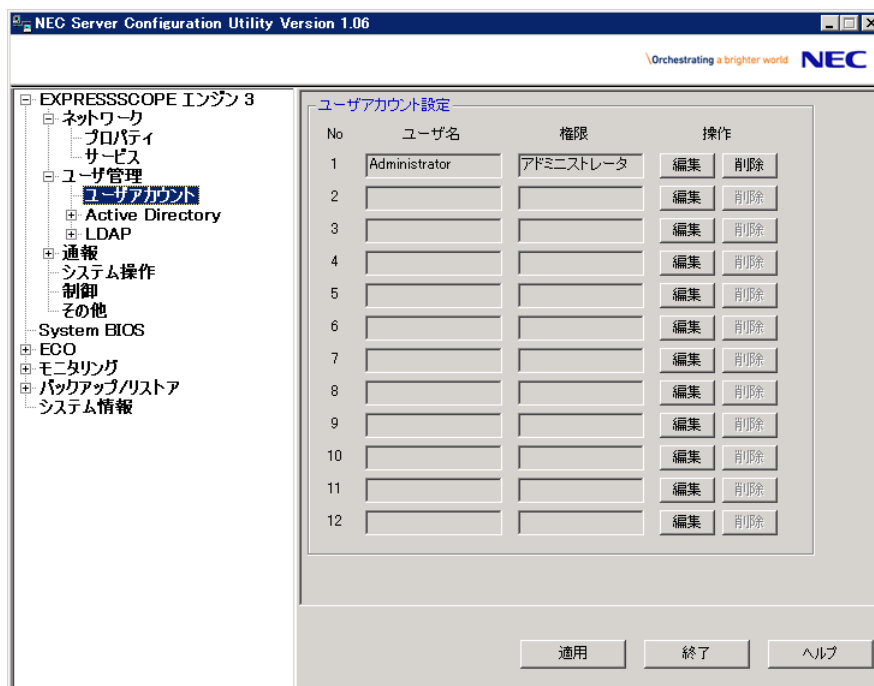 NEC Server Configuration Utility Version 1.06
\Orchestrating a brighter world NEC
EXPRESSSCOPE エンジン 3
ネットワーク
プロパティ
サービス
ユーザ管理
ユーザアカウント
Active Directory
LDAP
通報
システム操作
制御
その他
System BIOS
ECO
モニタリング
バックアップ/リストア
システム情報
ユーザアカウント設定
No ユーザ名 権限 操作
1 Administrator アドミニストレータ 編集 削除
2 編集 削除
3 編集 削除
4 編集 削除
5 編集 削除
6 編集 削除
7 編集 削除
8 編集 削除
9 編集 削除
10 編集 削除
11 編集 削除
12 編集 削除
適用 終了 ヘルプ